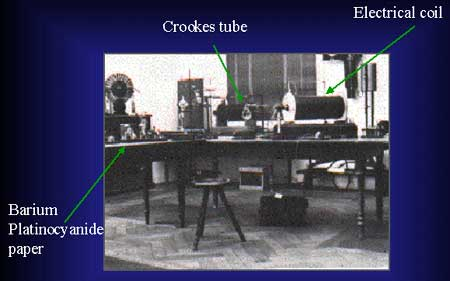 Crookes tube
Electrical coil
Barium
Platinocyanide
paper